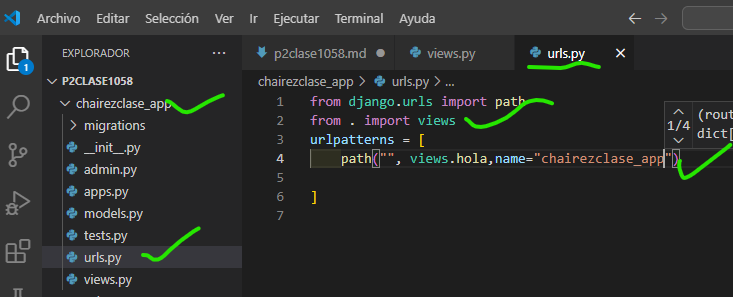 Archivo Editar Selección Ver Ir Ejecutar Terminal Ayuda
EXPLORADOR
P2CLASE1058
chairezclase_app
migrations
__init__.py
admin.py
apps.py
models.py
tests.py
urls.py
views.py
1
p2clase1058.md
views.py
urls.py
chairezclase_app > urls.py > ...
1 from django.urls import path
2 from . import views
3 urlpatterns = [
4 path("", views.hola,name="chairezclase_app")
5
6 ]
7
1/4
(rout
dict[